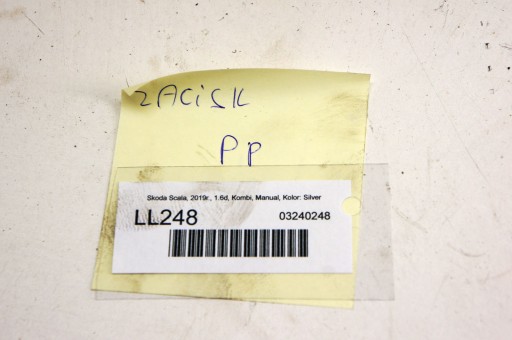 ZACiSK
PP
Skoda Scala, 2019r., 1.6d, Kombi, Manual, Kolor: Silver
LL248
03240248